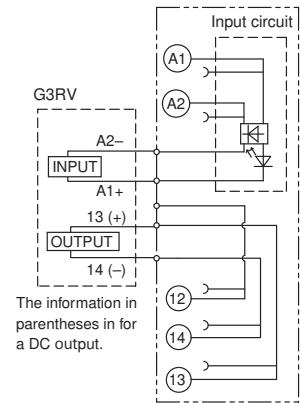 Input circuit
A1
G3RV
A2
A2–
INPUT
A1+
13 (+)
OUTPUT
14 (–)
12
The information in
parentheses in for
a DC output.
14
13